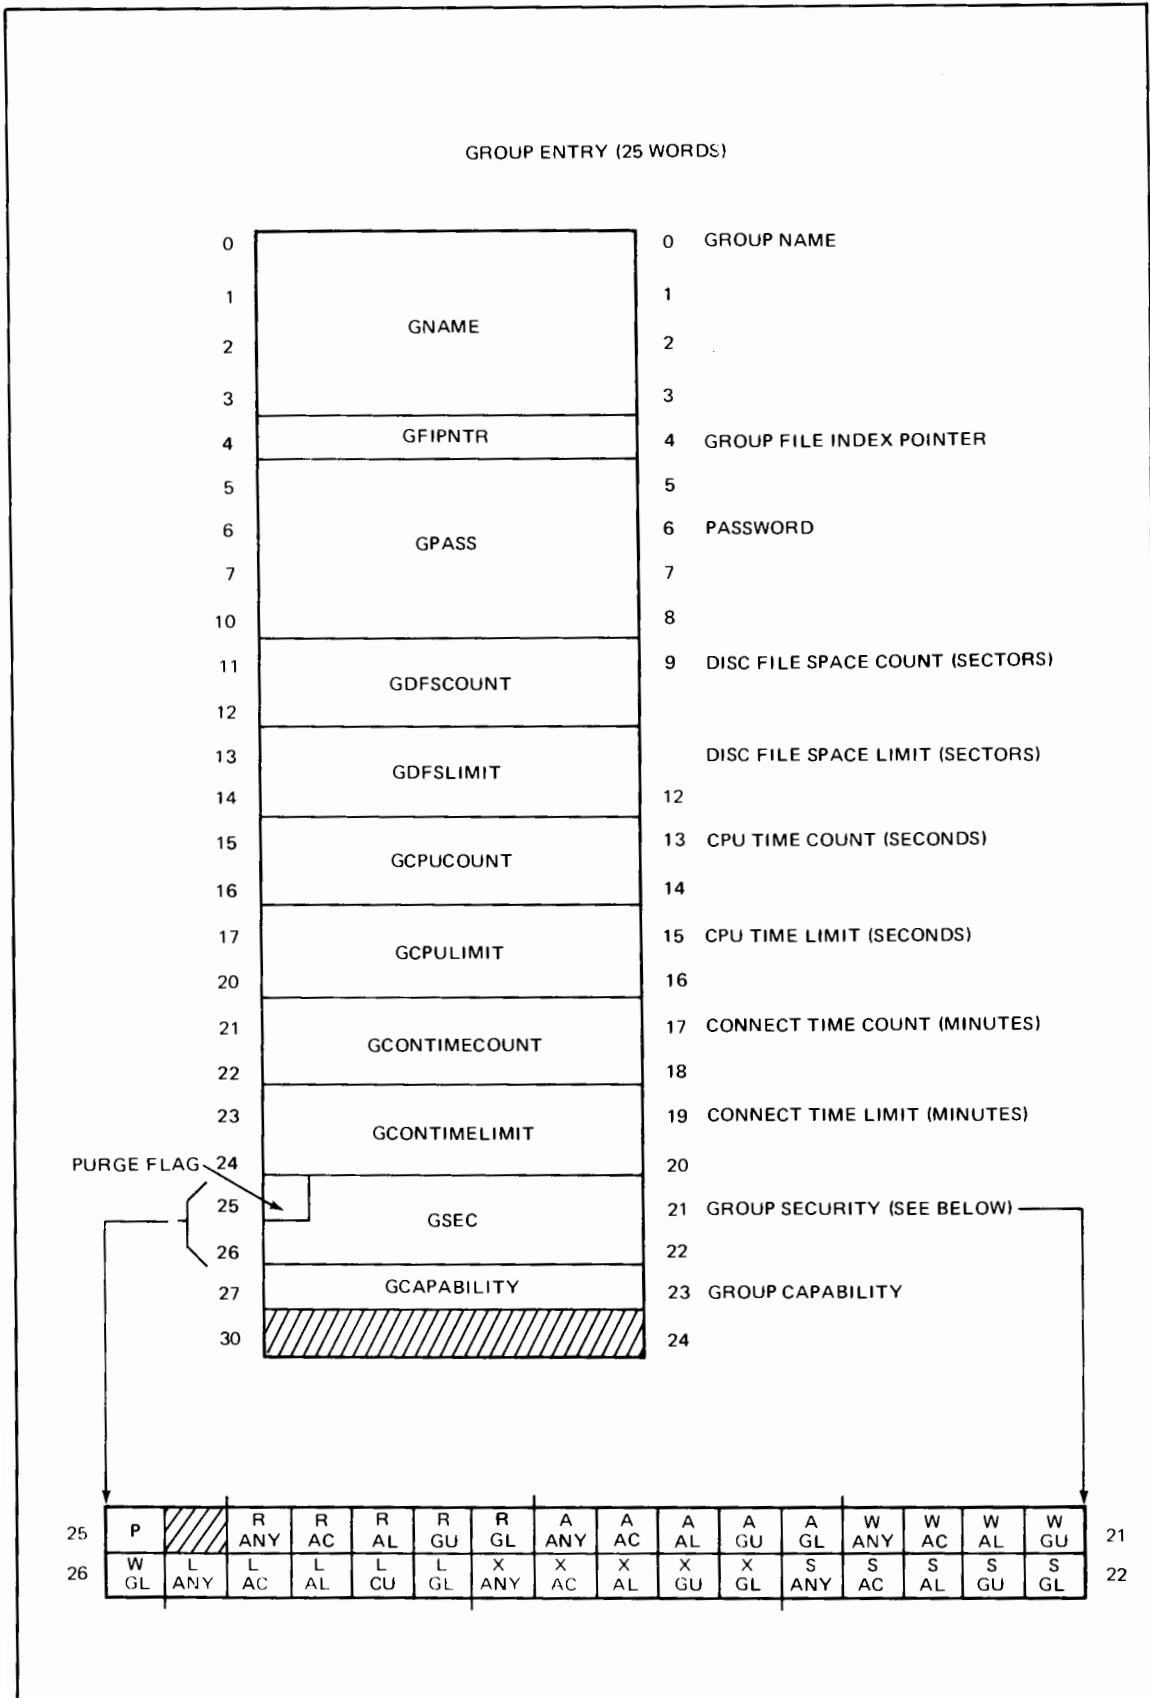 GROUP ENTRY (25 WORDS)
0 0 GROUP NAME
1 1
GNAME
2 2
3 3
4 GFIPNTR 4 GROUP FILE INDEX POINTER
5 5
6 GPASS 6 PASSWORD
7 7
10 8
11 GDFSCOUNT 9 DISC FILE SPACE COUNT (SECTORS)
12
13 GDFSLIMIT DISC FILE SPACE LIMIT (SECTORS)
14 12
15 GCPUCOUNT 13 CPU TIME COUNT (SECONDS)
16 14
17 GCPULIMIT 15 CPU TIME LIMIT (SECONDS)
20 16
21 GCONTIMECOUNT 17 CONNECT TIME COUNT (MINUTES)
22 18
23 GCONTIMELIMIT 19 CONNECT TIME LIMIT (MINUTES)
PURGE FLAG 24 20
25 GSEC 21 GROUP SECURITY (SEE BELOW)
26 22
27 GCAPABILITY 23 GROUP CAPABILITY
30 24
25 P R ANY R AC R AL R GU R GL A ANY A AC A AL A GU A GL W ANY W AC W AL W GU 21
26 W GL L ANY L AC L AL L CU L GL X ANY X AC X AL X GU X GL S ANY S AC S AL S GU S GL 22